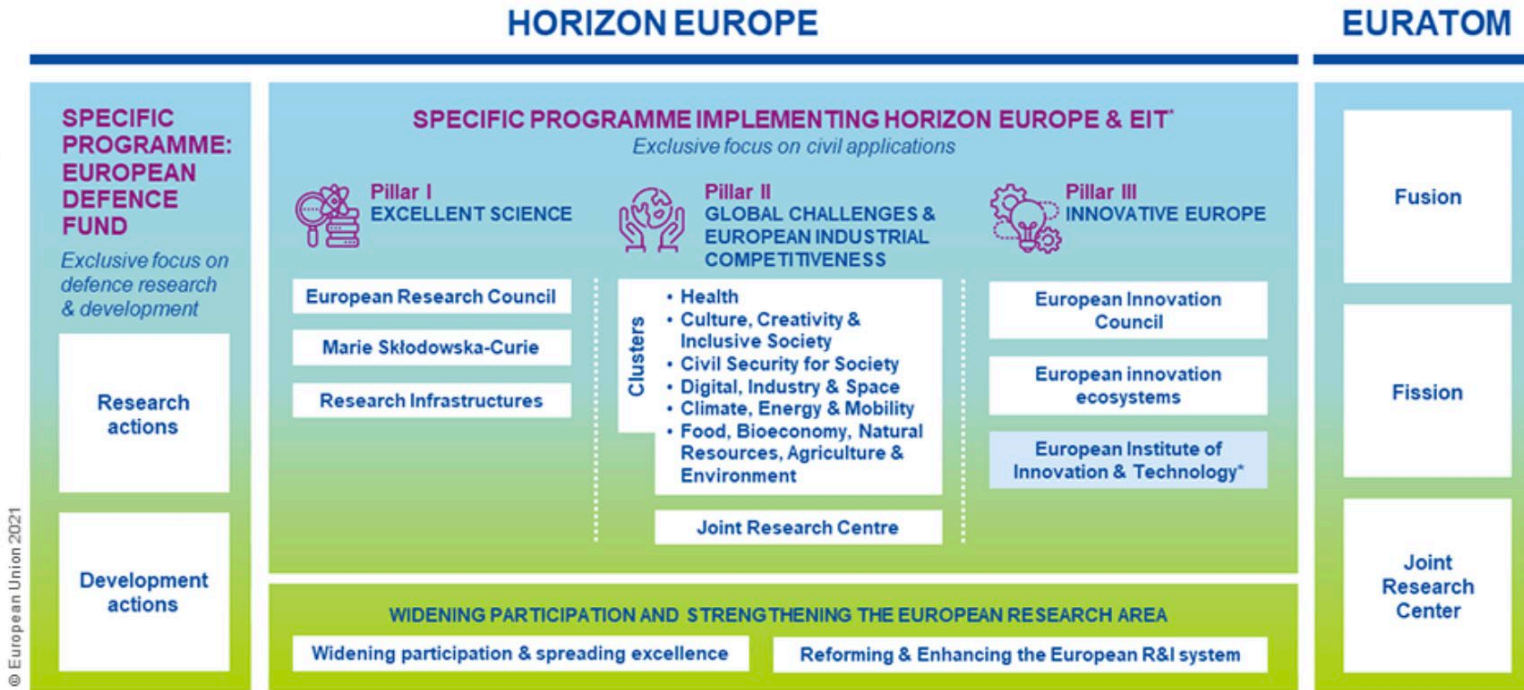 HORIZON EUROPE
EURATOM
SPECIFIC
PROGRAMME:
EUROPEAN
DEFENCE
FUND
Exclusive focus on
defence research
& development
Research
actions
Development
actions
SPECIFIC PROGRAMME IMPLEMENTING HORIZON EUROPE & EIT*
Exclusive focus on civil applications
Pillar I
EXCELLENT SCIENCE
European Research Council
Marie Skłodowska-Curie
Research Infrastructures
Pillar II
GLOBAL CHALLENGES &
EUROPEAN INDUSTRIAL
COMPETITIVENESS
Clusters
• Health
• Culture, Creativity &
Inclusive Society
• Civil Security for Society
• Digital, Industry & Space
• Climate, Energy & Mobility
• Food, Bioeconomy, Natural
Resources, Agriculture &
Environment
Joint Research Centre
Pillar III
INNOVATIVE EUROPE
European Innovation
Council
European innovation
ecosystems
European Institute of
Innovation & Technology*
WIDENING PARTICIPATION AND STRENGTHENING THE EUROPEAN RESEARCH AREA
Widening participation & spreading excellence
Reforming & Enhancing the European R&I system
Fusion
Fission
Joint
Research
Center
© European Union 2021